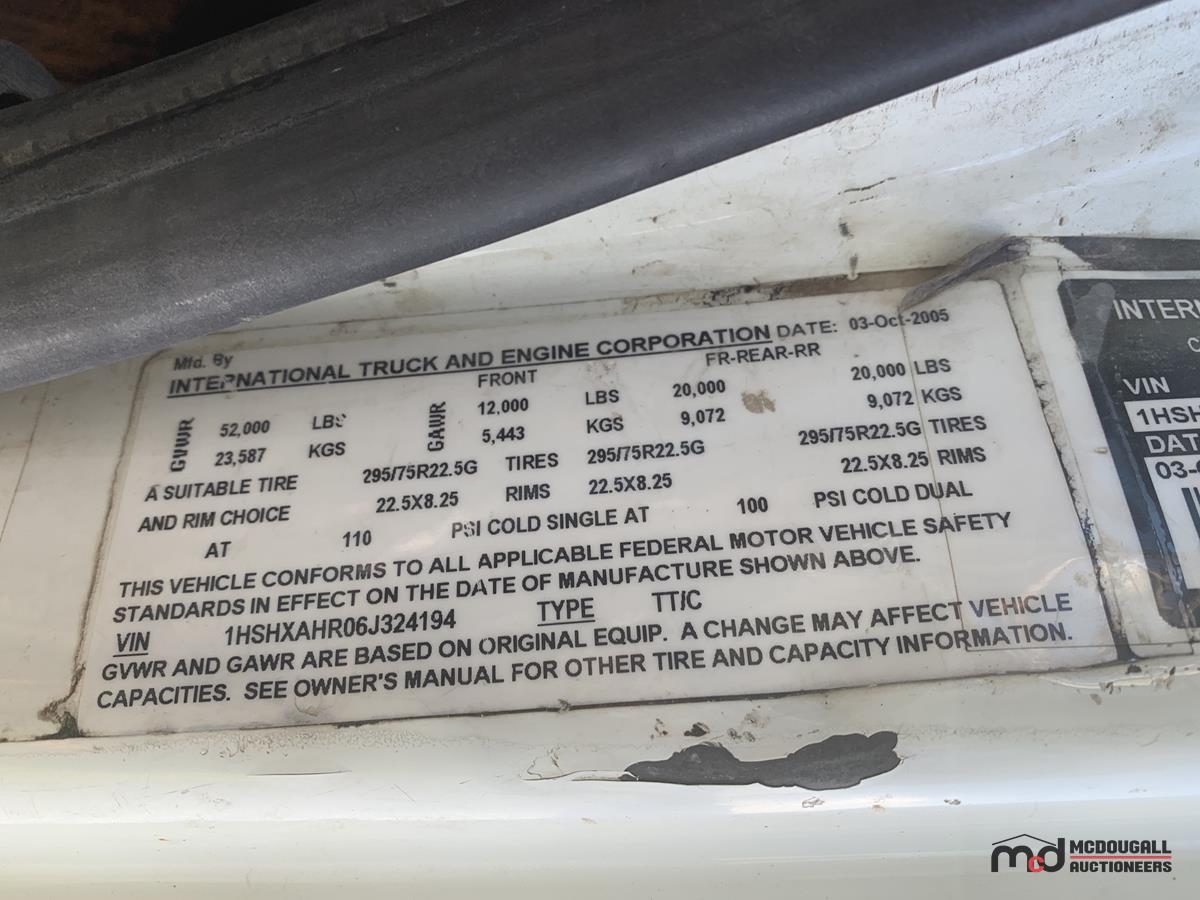 Mfd. By
INTERNATIONAL TRUCK AND ENGINE CORPORATION DATE: 03-Oct-2005
FRONT FR-REAR-RR
GVWR 52,000 LBS GAWR 12,000 LBS 20,000 20,000 LBS
23,587 KGS 5,443 KGS 9,072 9,072 KGS
A SUITABLE TIRE 295/75R22.5G TIRES 295/75R22.5G 295/75R22.5G TIRES
AND RIM CHOICE 22.5X8.25 RIMS 22.5X8.25 22.5X8.25 RIMS
AT 110 PSI COLD SINGLE AT 100 PSI COLD DUAL
THIS VEHICLE CONFORMS TO ALL APPLICABLE FEDERAL MOTOR VEHICLE SAFETY
STANDARDS IN EFFECT ON THE DATE OF MANUFACTURE SHOWN ABOVE.
VIN 1HSHXAHR06J324194 TYPE TT/C
GVWR AND GAWR ARE BASED ON ORIGINAL EQUIP. A CHANGE MAY AFFECT VEHICLE
CAPACITIES. SEE OWNER'S MANUAL FOR OTHER TIRE AND CAPACITY INFORMATION.
VIN
mcd MCDOUGALL
AUCTIONEERS